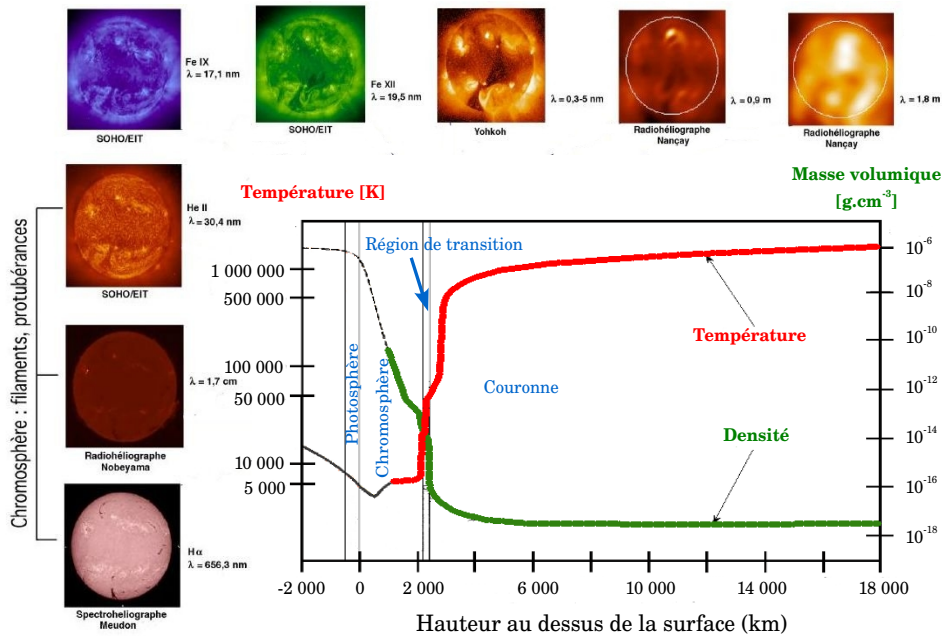 Fe IX
λ = 17,1 nm
SOHO/EIT
Fe XII
λ = 19,5 nm
SOHO/EIT
λ = 0,3-5 nm
Yohkoh
λ = 0,9 m
Radiohéliographe
Nançay
λ = 1,8 m
Radiohéliographe
Nançay
Chromosphère : filaments, protubérances
He II
λ = 30,4 nm
SOHO/EIT
λ = 1,7 cm
Radiohéliographe
Nobeyama
H α
λ = 656,3 nm
Spectroheliographe
Meudon
Température [K]
Masse volumique
[g.cm-3]
1 000 000
500 000
100 000
50 000
10 000
5 000
Région de transition
Photosphère
Chromosphère
Couronne
Température
Densité
10-6
10-8
10-10
10-12
10-14
10-16
10-18
-2 000
0
2 000
6 000
10 000
14 000
18 000
Hauteur au dessus de la surface (km)